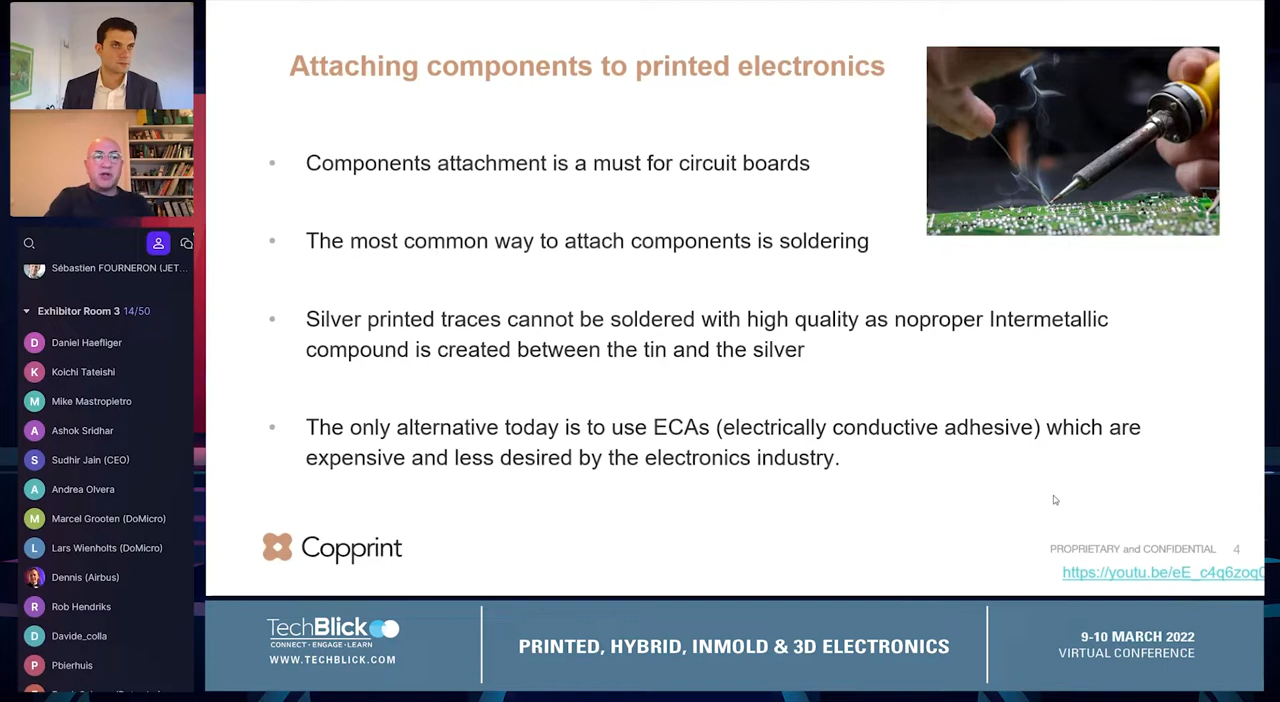 Attaching components to printed electronics
Components attachment is a must for circuit boards
The most common way to attach components is soldering
Silver printed traces cannot be soldered with high quality as noproper Intermetallic
compound is created between the tin and the silver
The only alternative today is to use ECAs (electrically conductive adhesive) which are
expensive and less desired by the electronics industry.
Copprint
PROPRIETARY and CONFIDENTIAL 4
https://youtu.be/eE_c4q6zoq
Sébastien FOURNERON (JET...
Exhibitor Room 3 14/50
D Daniel Haefliger
K Koichi Tateishi
M Mike Mastropietro
A Ashok Sridhar
S Sudhir Jain (CEO)
A Andrea Olvera
M Marcel Grooten (DoMicro)
L Lars Wienholts (DoMicro)
Dennis (Airbus)
R Rob Hendriks
D Davide_colla
P Pbierhuis
TechBlick
CONNECT • ENGAGE • LEARN
WWW.TECHBLICK.COM
PRINTED, HYBRID, INMOLD & 3D ELECTRONICS
9-10 MARCH 2022
VIRTUAL CONFERENCE